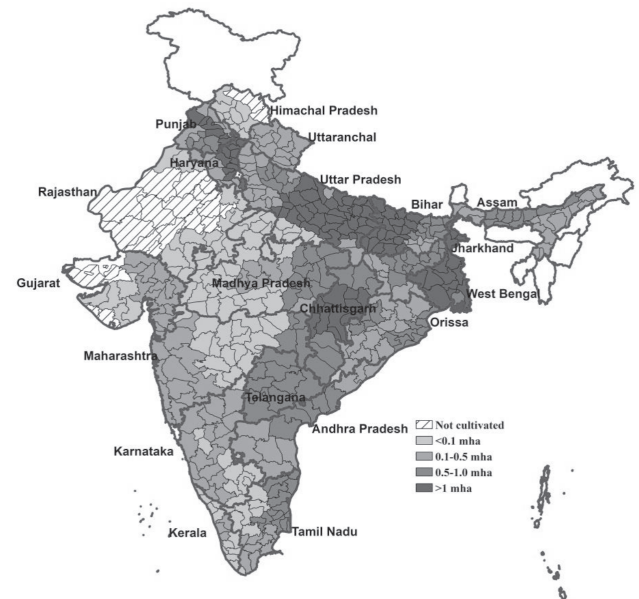 Himachal Pradesh
Punjab
Uttaranchal
Haryana
Uttar Pradesh
Rajasthan
Bihar
Assam
Jharkhand
Gujarat
Madhya Pradesh
West Bengal
Chhattisgarh
Orissa
Maharashtra
Telangana
Andhra Pradesh
Not cultivated
<0.1 mha
0.1-0.5 mha
0.5-1.0 mha
>1 mha
Karnataka
Kerala
Tamil Nadu